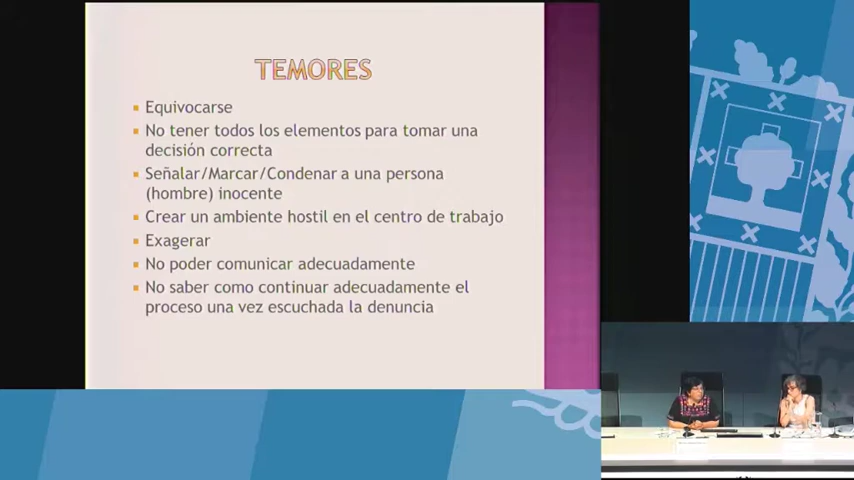 TEMORES
Equivocarse
No tener todos los elementos para tomar una
decisión correcta
Señalar/Marcar/Condenar a una persona
(hombre) inocente
Crear un ambiente hostil en el centro de trabajo
Exagerar
No poder comunicar adecuadamente
No saber como continuar adecuadamente el
proceso una vez escuchada la denuncia